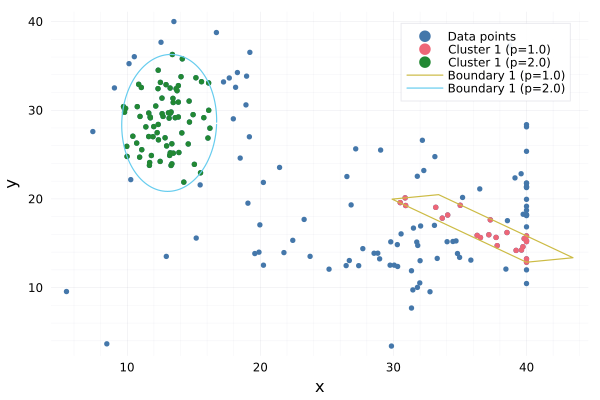 40
30
20
10
y
10
20
30
40
x
Data points
Cluster 1 (p=1.0)
Cluster 1 (p=2.0)
Boundary 1 (p=1.0)
Boundary 1 (p=2.0)